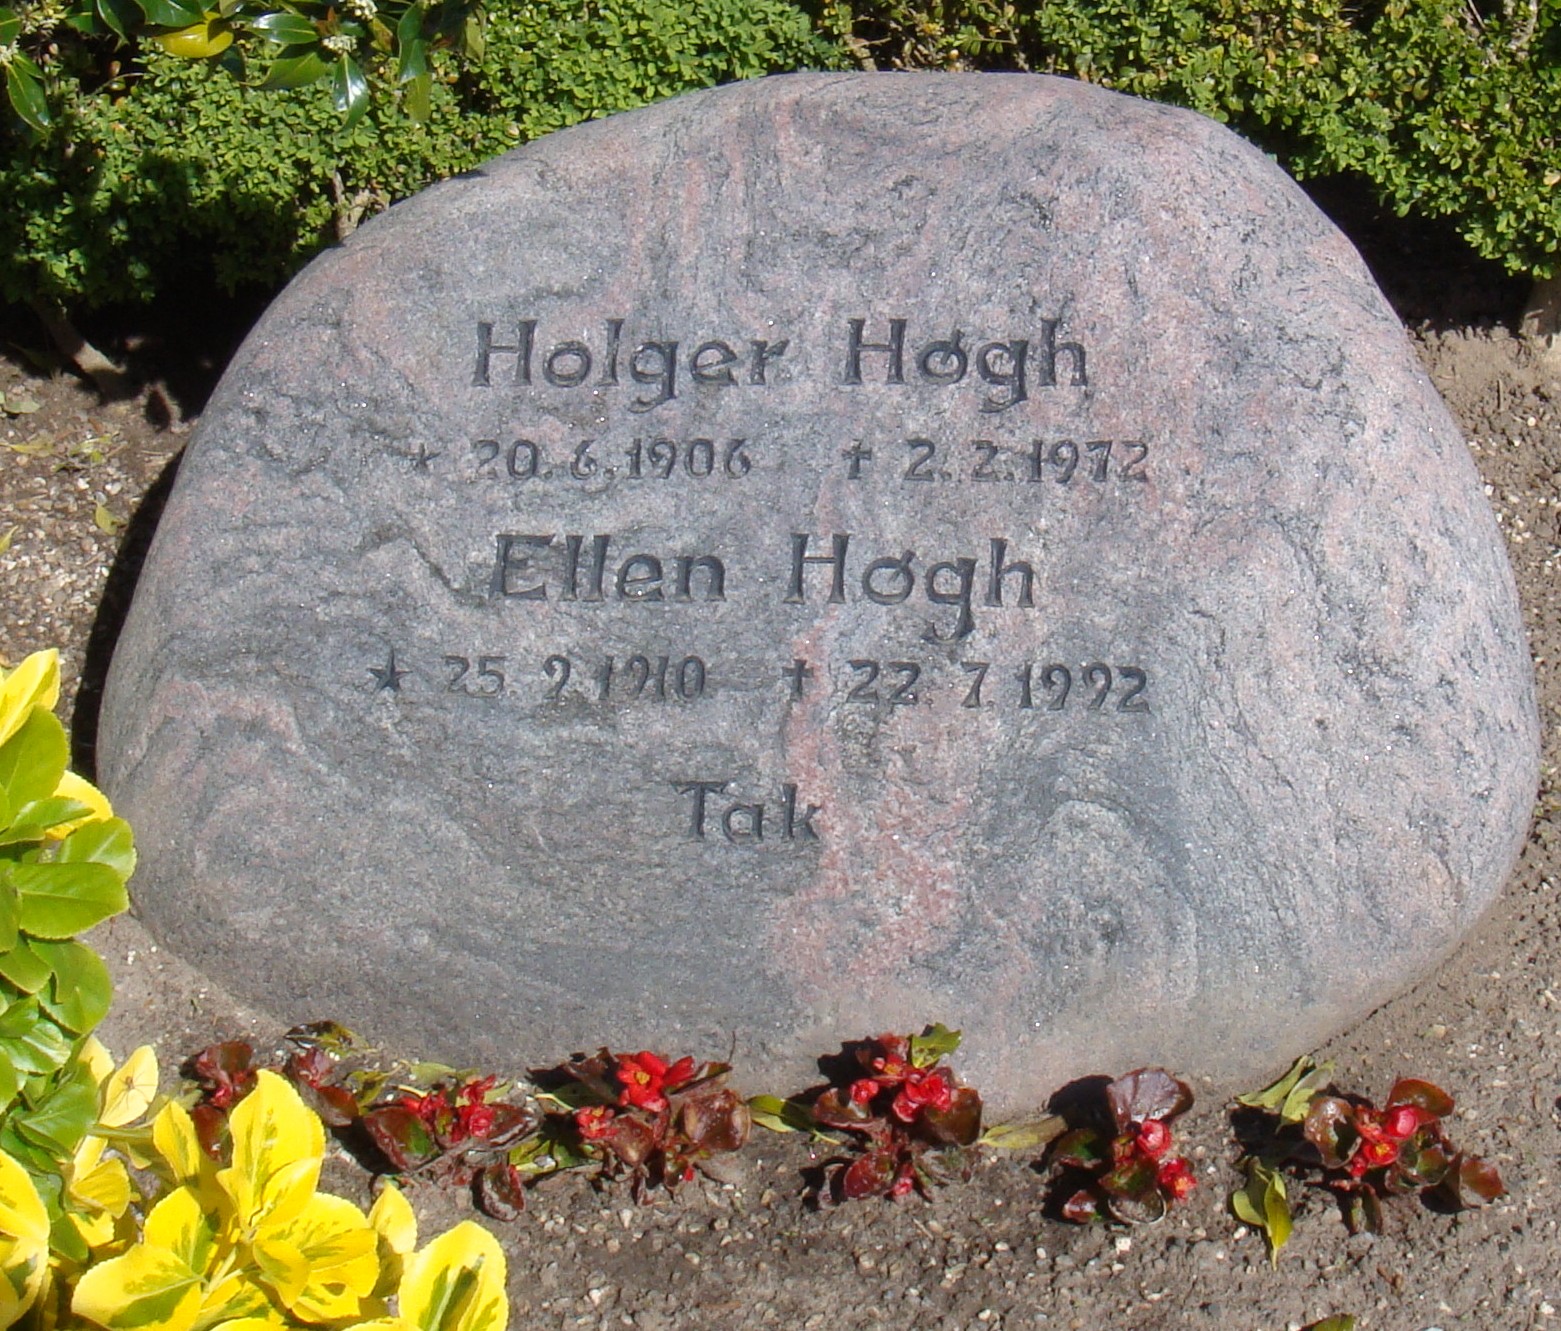 Holger Høgh
* 20. 6. 1906 † 2. 2. 1972
Ellen Høgh
* 25. 9. 1910 † 22. 7. 1992
Tak